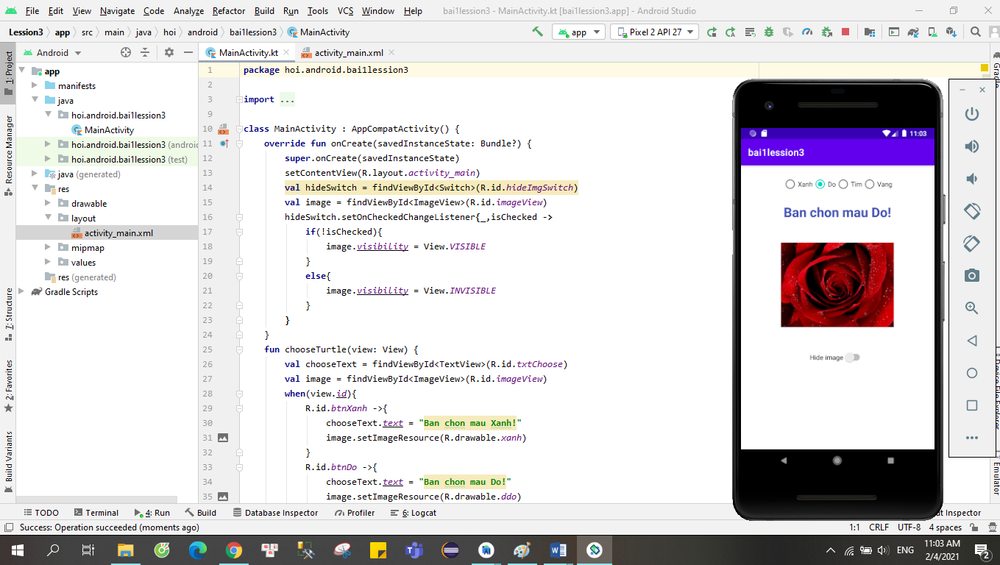 File Edit View Navigate Code Analyze Refactor Build Run Tools VCS Window Help bai1lession3 - MainActivity.kt [bai1lession3.app] - Android Studio
Lession3 app src main java hoi android bai1lession3 MainActivity app Pixel 2 API 27
Android MainActivity.kt activity_main.xml
1: Project
Resource Manager
7: Structure
2: Favorites
Build Variants
app
manifests
java
hoi.android.bai1lession3
MainActivity
hoi.android.bai1lession3 (androi
hoi.android.bai1lession3 (test)
java (generated)
res
drawable
layout
activity_main.xml
mipmap
values
res (generated)
Gradle Scripts
1 package hoi.android.bai1lession3
2
3 import ...
9
10 class MainActivity : AppCompatActivity() {
11 override fun onCreate(savedInstanceState: Bundle?) {
12 super.onCreate(savedInstanceState)
13 setContentView(R.layout.activity_main)
14 val hideSwitch = findViewById<Switch>(R.id.hideImgSwitch)
15 val image = findViewById<ImageView>(R.id.imageView)
16 hideSwitch.setOnCheckedChangeListener{_,isChecked ->
17 if(!isChecked){
18 image.visibility = View.VISIBLE
19 }
20 else{
21 image.visibility = View.INVISIBLE
22 }
23 }
24 }
25 fun chooseTurtle(view: View) {
26 val chooseText = findViewById<TextView>(R.id.txtChoose)
27 val image = findViewById<ImageView>(R.id.imageView)
28 when(view.id){
29 R.id.btnXanh ->{
30 chooseText.text = "Ban chon mau Xanh!"
31 image.setImageResource(R.drawable.xanh)
32 }
33 R.id.btnDo ->{
34 chooseText.text = "Ban chon mau Do!"
35 image.setImageResource(R.drawable.ddo)
11:03
bai1lession3
Xanh Do Tim Vang
Ban chon mau Do!
Hide image
Gradle
Device File Explorer
Emulator
TODO Terminal 4: Run Build Database Inspector Profiler 6: Logcat ut Inspector
Success: Operation succeeded (moments ago) 1:1 CRLF UTF-8 4 spaces
ENG 11:03 AM
2/4/2021
2